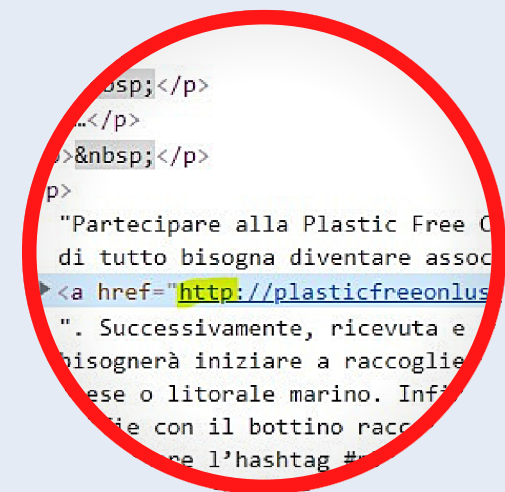 bsp;</p>
…</p>
>&nbsp;</p>
p>
"Partecipare alla Plastic Free C
di tutto bisogna diventare assoc
<a href="http://plasticfreeonlus
". Successivamente, ricevuta e
bisognerà iniziare a raccoglie
ese o litorale marino. Infi
ie con il bottino racc
re l'hashtag #